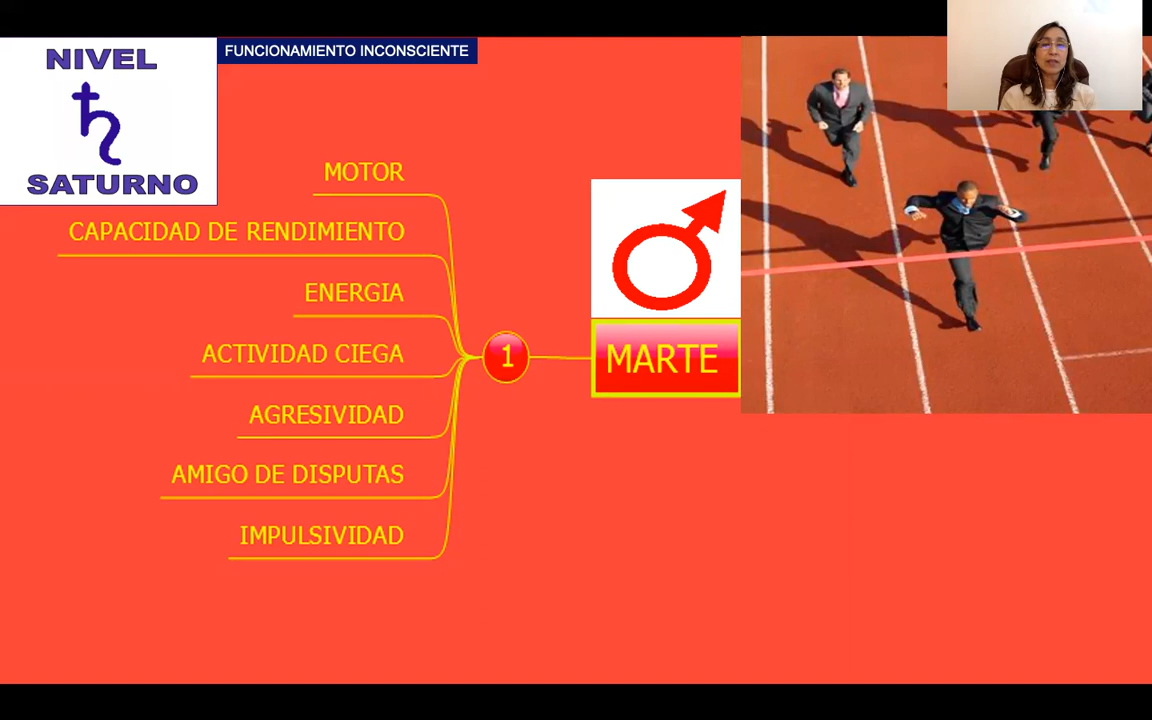 NIVEL
SATURNO
FUNCIONAMIENTO INCONSCIENTE
MOTOR
CAPACIDAD DE RENDIMIENTO
ENERGIA
ACTIVIDAD CIEGA
AGRESIVIDAD
AMIGO DE DISPUTAS
IMPULSIVIDAD
1
MARTE